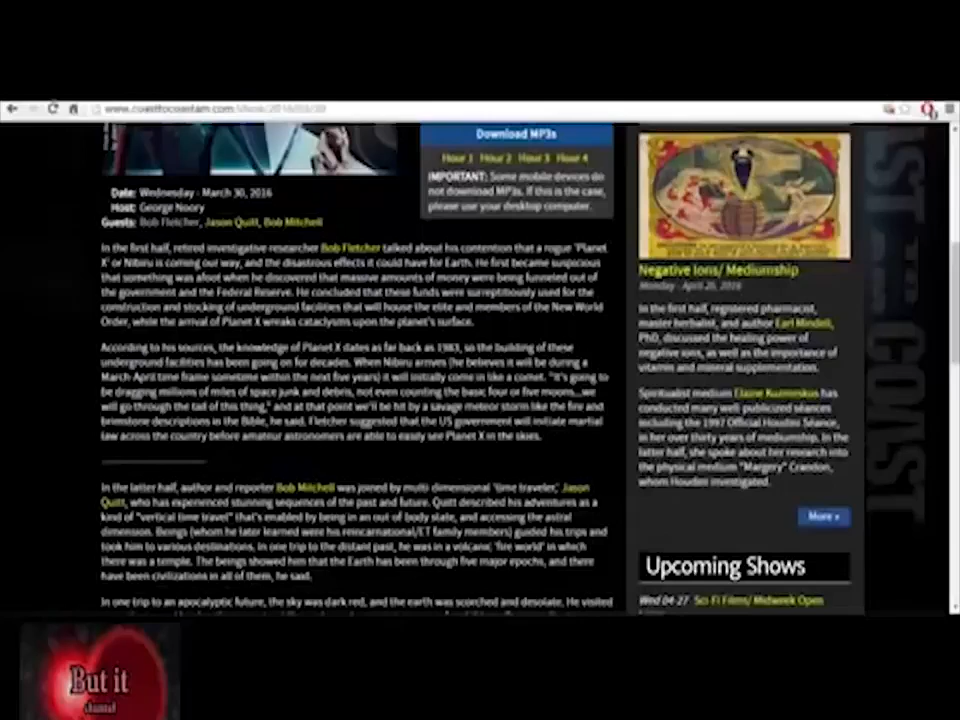 www.coasttocoastam.com/show/2016/03/30
Download MP3s
Hour 1 Hour 2 Hour 3 Hour 4
IMPORTANT: Some mobile devices do
not download MP3s. If this is the case,
please use your desktop computer.
Date: Wednesday - March 30, 2016
Host: George Noory
Guests: Bob Fletcher, Jason Quitt, Bob Mitchell
In the first half, retired investigative researcher Bob Fletcher talked about his contention that a rogue 'Planet
X' or Nibiru is coming our way, and the disastrous effects it could have for Earth. He first became suspicious
that something was afoot when he discovered that massive amounts of money were being funneled out of
the government and the Federal Reserve. He concluded that these funds were surreptitiously used for the
construction and stocking of underground facilities that will house the elite and members of the New World
Order, while the arrival of Planet X wreaks cataclysms upon the planet's surface.
According to his sources, the knowledge of Planet X dates as far back as 1983, so the building of these
underground facilities has been going on for decades. When Nibiru arrives (he believes it will be during a
March-April time frame sometime within the next five years) it will initially come in like a comet. "It's going to
be dragging millions of miles of space junk and debris, not even counting the basic four or five moons...we
will go through the tail of this thing," and at that point we'll be hit by a savage meteor storm like the fire and
brimstone descriptions in the Bible, he said. Fletcher suggested that the US government will initiate martial
law across the country before amateur astronomers are able to easily see Planet X in the skies.
In the latter half, author and reporter Bob Mitchell was joined by multi-dimensional 'time traveler,' Jason
Quitt, who has experienced stunning sequences of the past and future. Quitt described his adventures as a
kind of "vertical time travel" that's enabled by being in an out of body state, and accessing the astral
dimension. Beings (whom he later learned were his reincarnational/ET family members) guided his trips and
took him to various destinations. In one trip to the distant past, he was in a volcanic 'fire world' in which
there was a temple. The beings showed him that the Earth has been through five major epochs, and there
have been civilizations in all of them, he said.
In one trip to an apocalyptic future, the sky was dark red, and the earth was scorched and desolate. He visited
Negative Ions/ Mediumship
Monday - April 25, 2016
In the first half, registered pharmacist,
master herbalist, and author Earl Mindell,
PhD, discussed the healing power of
negative ions, as well as the importance of
vitamin and mineral supplementation.
Spiritualist medium Elaine Kuzmeskus has
conducted many well publicized séances
including the 1997 Official Houdini Séance,
in her over thirty years of mediumship. In the
latter half, she spoke about her research into
the physical medium "Margery" Crandon,
whom Houdini investigated.
More »
Upcoming Shows
Wed 04-27 Sci-Fi Films/ Midweek Open
COAST
But it
channel